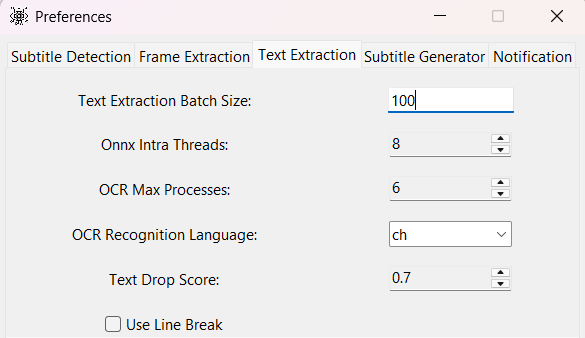 Preferences
Subtitle Detection Frame Extraction Text Extraction Subtitle Generator Notification
Text Extraction Batch Size: 100
Onnx Intra Threads: 8
OCR Max Processes: 6
OCR Recognition Language: ch
Text Drop Score: 0.7
Use Line Break